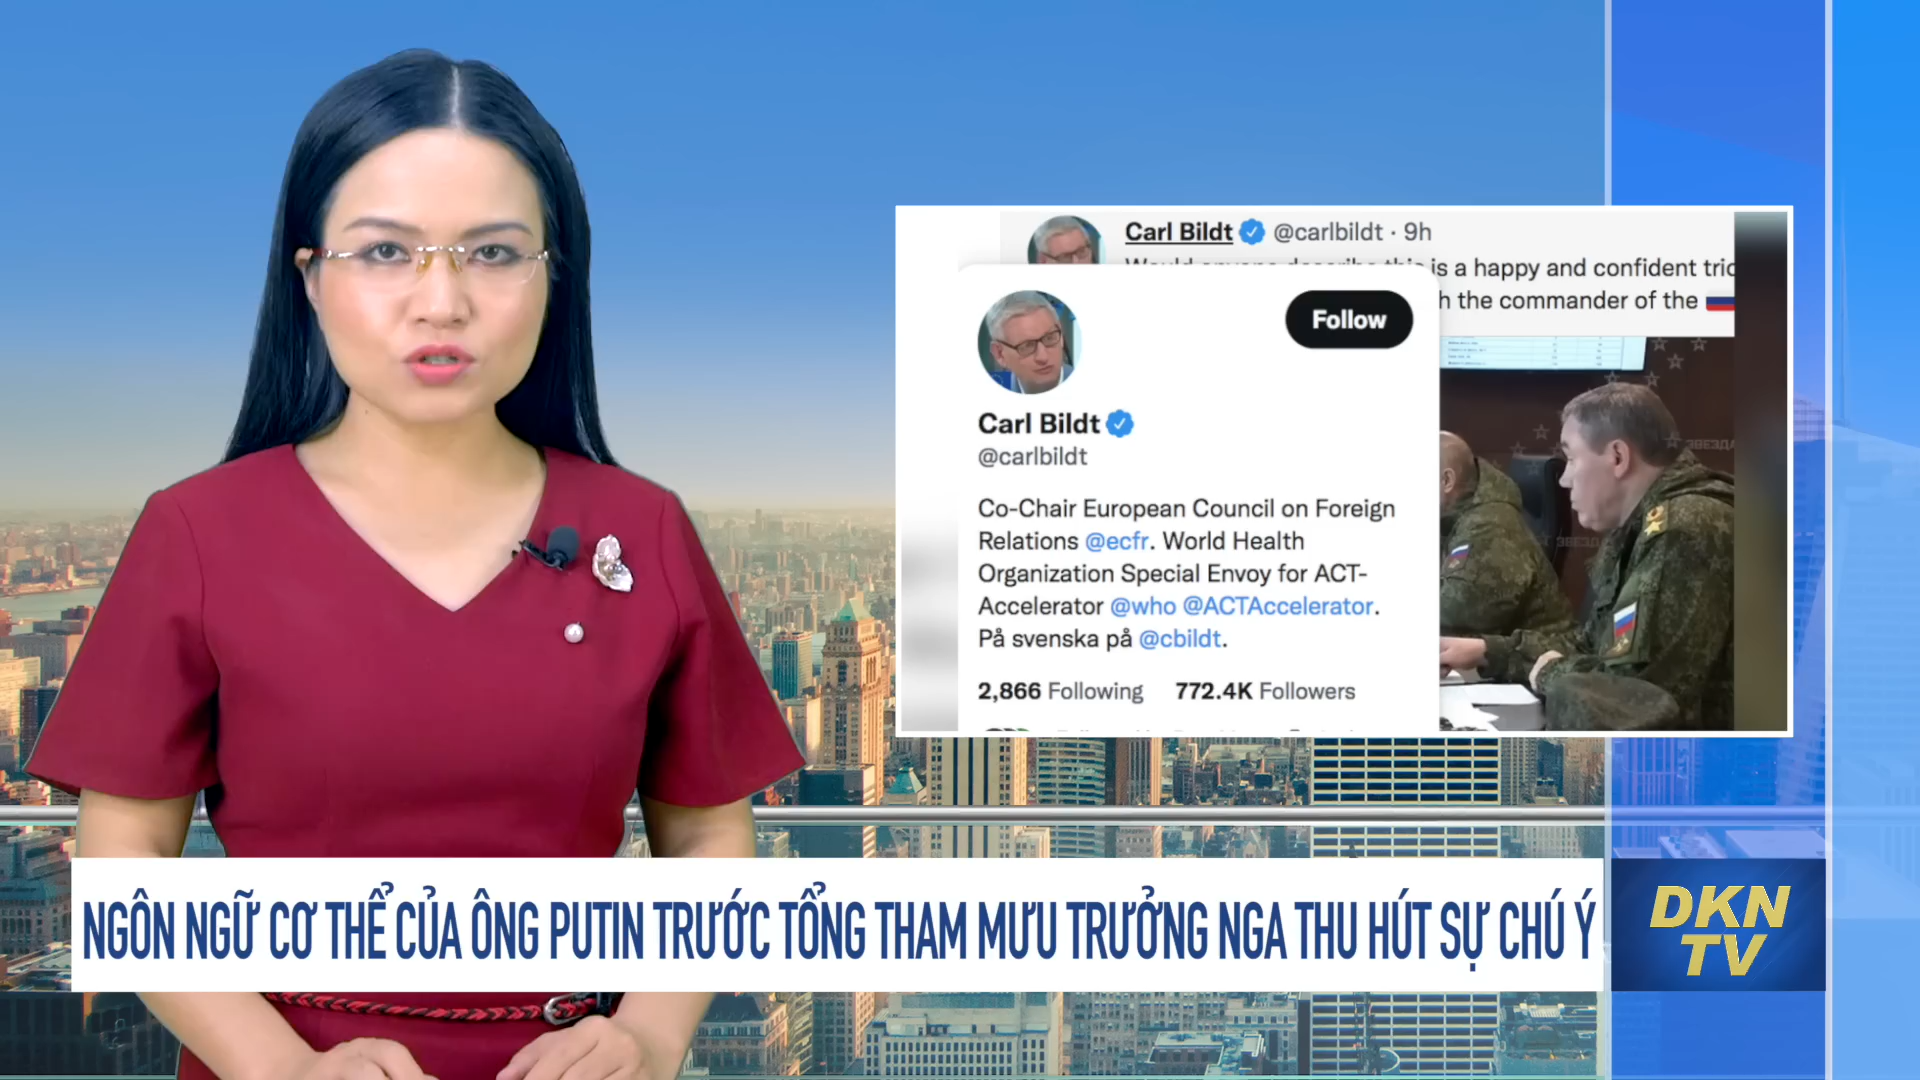 Carl Bildt @carlbildt · 9h
is a happy and confident tric
h the commander of the
Follow
Carl Bildt
@carlbildt
Co-Chair European Council on Foreign
Relations @ecfr. World Health
Organization Special Envoy for ACT-
Accelerator @who @ACTAccelerator.
På svenska på @cbildt.
2,866 Following 772.4K Followers
ЗВЕЗДА
NGÔN NGỮ CƠ THỂ CỦA ÔNG PUTIN TRƯỚC TỔNG THAM MƯU TRƯỞNG NGA THU HÚT SỰ CHÚ Ý
DKN
TV